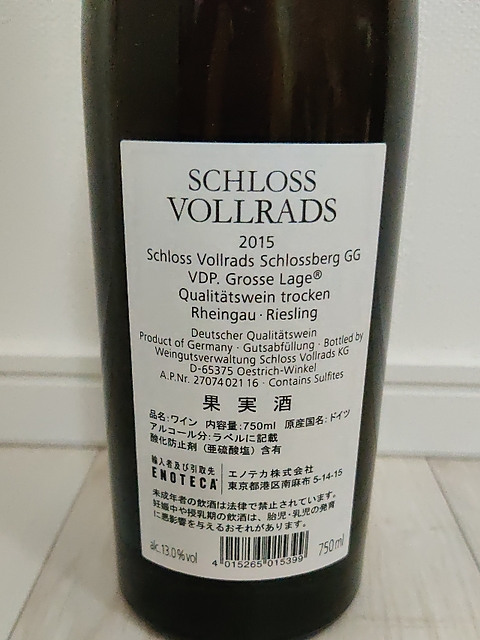 SCHLOSS
VOLLRADS
2015
Schloss Vollrads Schlossberg GG
VDP. Grosse Lage®
Qualitätswein trocken
Rheingau · Riesling
Deutscher Qualitätswein
Product of Germany · Gutsabfüllung · Bottled by
Weingutsverwaltung Schloss Vollrads KG
D-65375 Oestrich-Winkel
A.P.Nr. 27074 021 16 · Contains Sulfites
果実酒
品名:ワイン 内容量:750ml 原産国名:ドイツ
アルコール分:ラベルに記載
酸化防止剤（亜硫酸塩）含有
輸入者及び引取先 エノテカ株式会社
ENOTECA 東京都港区南麻布 5-14-15
未成年者の飲酒は法律で禁止されています。
妊娠中や授乳期の飲酒は、胎児・乳児の発育
に悪影響を与えるおそれがあります。
alc. 13.0% vol 750 ml
4 015265 015399